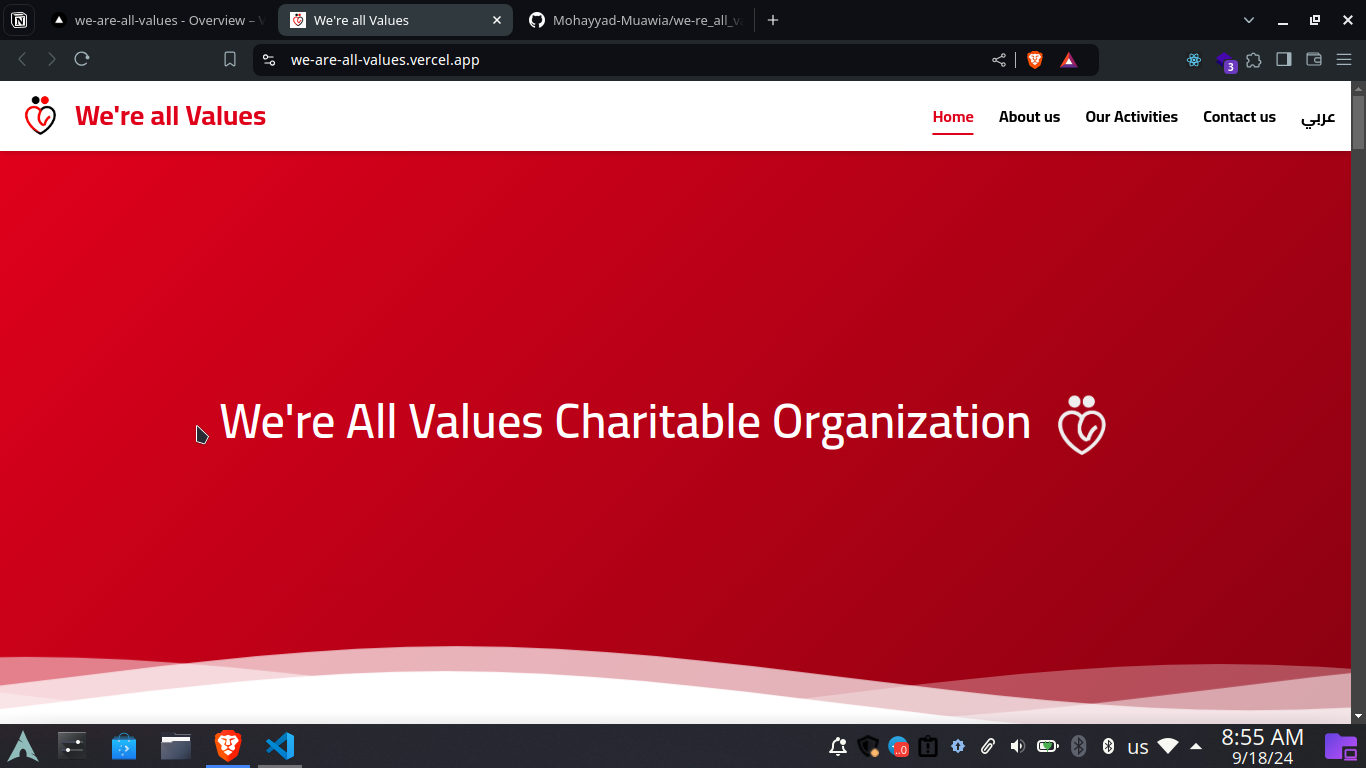 we-are-all-values - Overview –
We're all Values
Mohayyad-Muawia/we-re_all_v
we-are-all-values.vercel.app
3
We're all Values
Home
About us
Our Activities
Contact us
عربي
We're All Values Charitable Organization
..0
us
8:55 AM
9/18/24